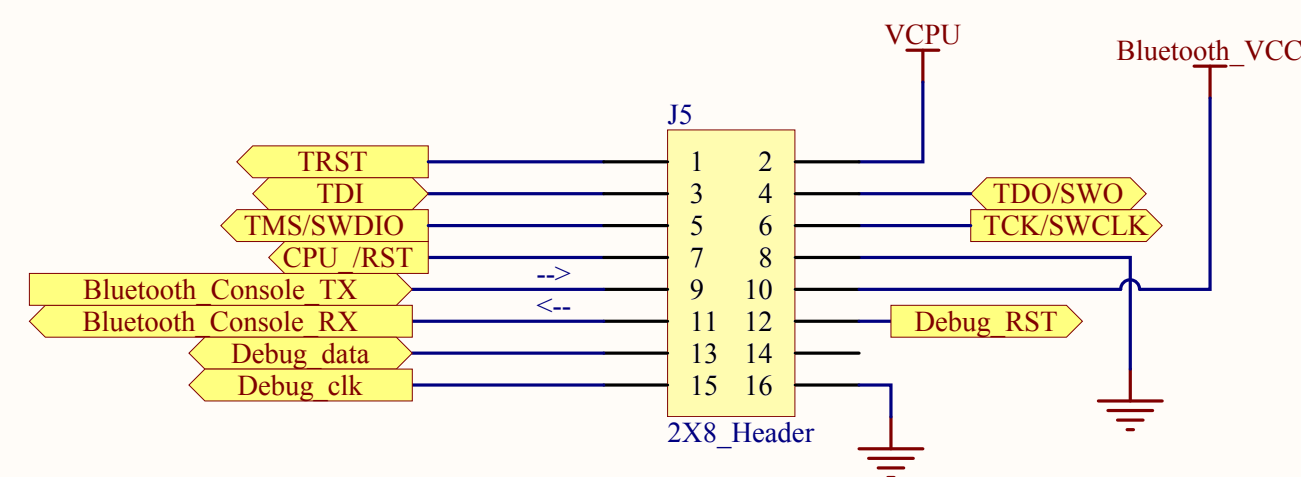 VCPU
Bluetooth_VCC
J5
TRST 1 2
TDI 3 4 TDO/SWO
TMS/SWDIO 5 6 TCK/SWCLK
CPU_/RST 7 8
-->
Bluetooth_Console_TX 9 10
<--
Bluetooth_Console_RX 11 12 Debug_RST
Debug_data 13 14
Debug_clk 15 16
2X8_Header